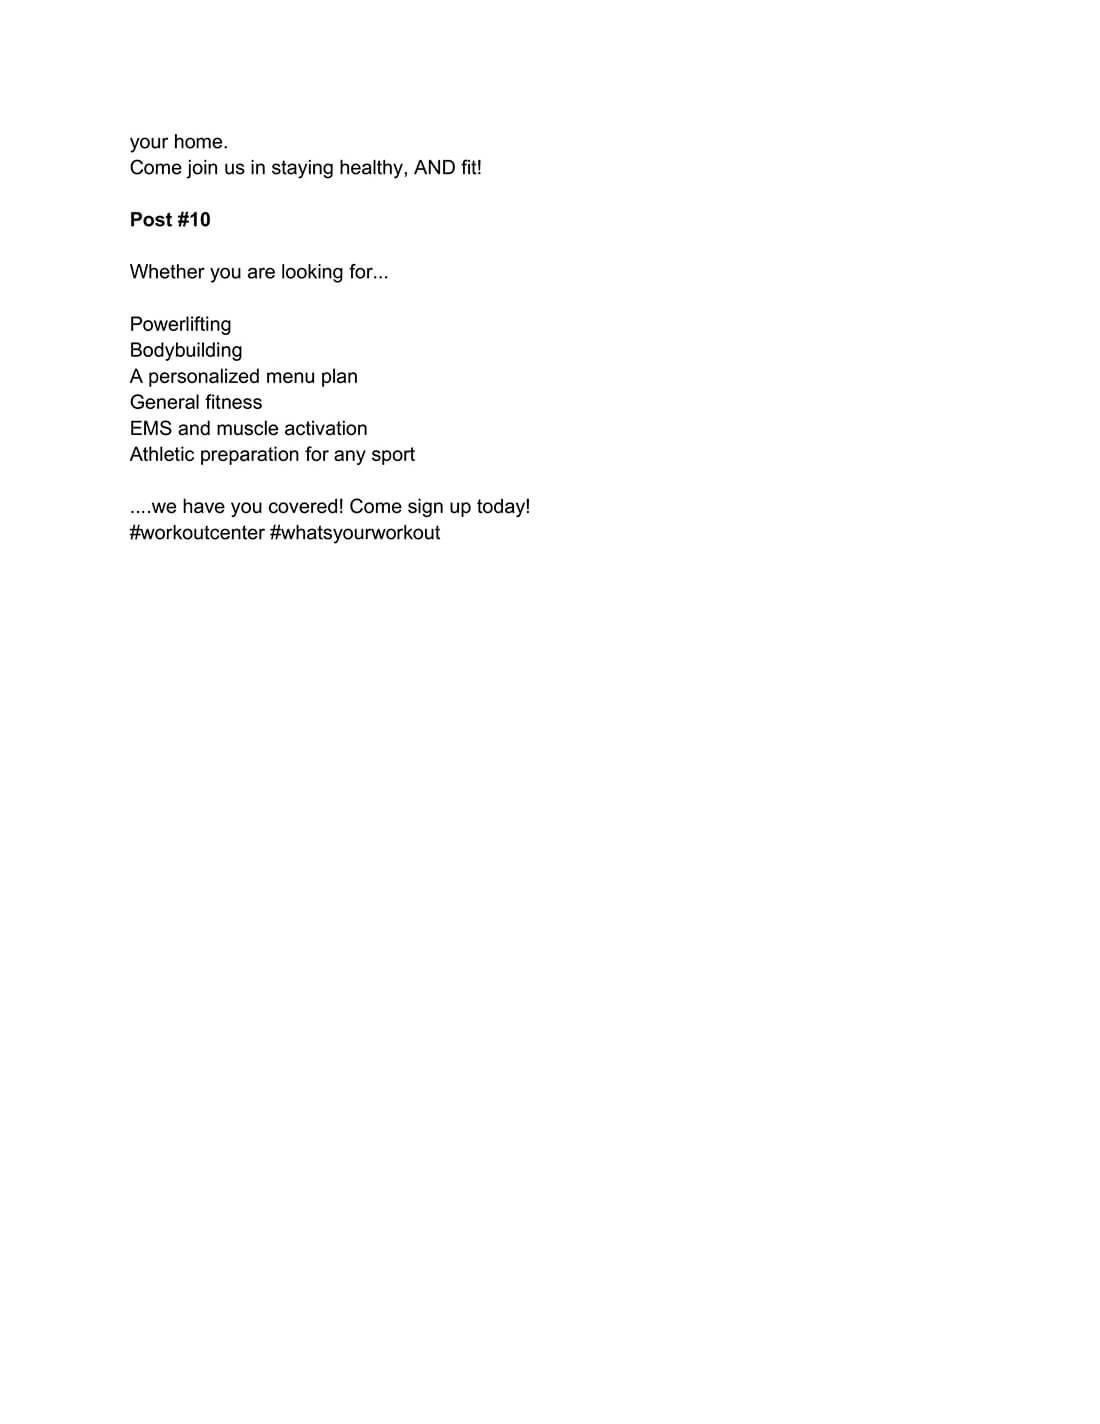 your home.
Come join us in staying healthy, AND fit!
Post #10
Whether you are looking for...
Powerlifting
Bodybuilding
A personalized menu plan
General fitness
EMS and muscle activation
Athletic preparation for any sport
....we have you covered! Come sign up today!
#workoutcenter #whatsyourworkout